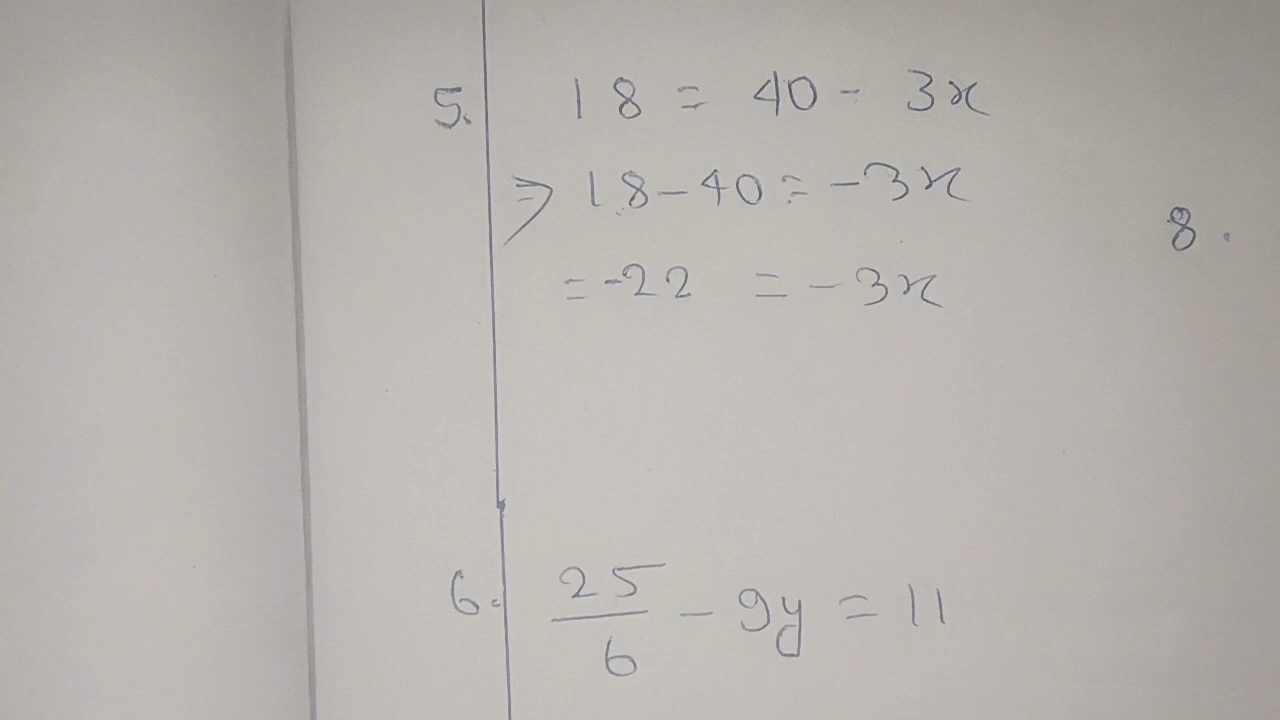 5. 18 = 40 - 3x
⇒ 18 - 40 = - 3x
= -22 = - 3x
8.
6. 25/6 - 9y = 11